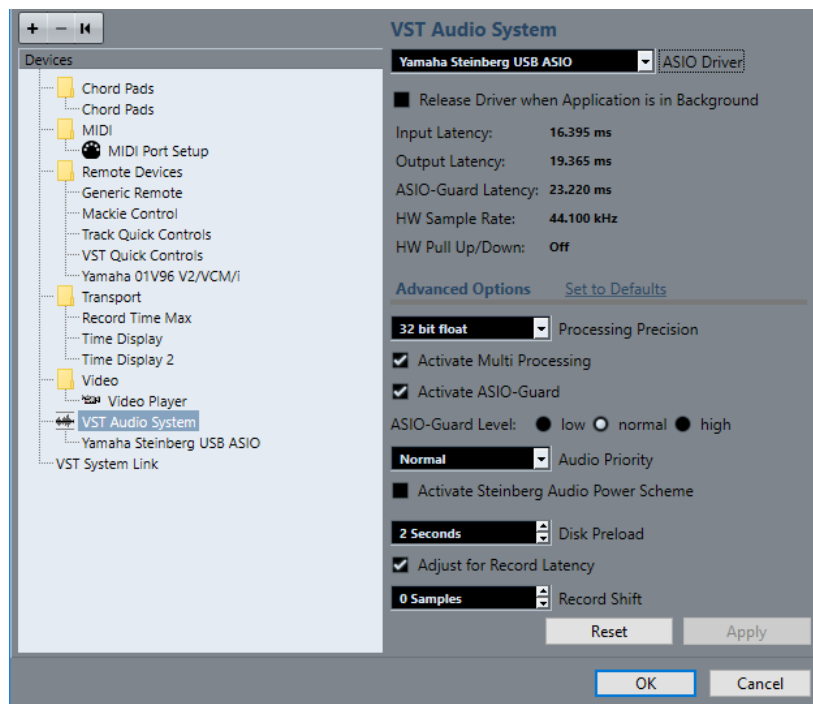 Devices
Chord Pads
Chord Pads
MIDI
MIDI Port Setup
Remote Devices
Generic Remote
Mackie Control
Track Quick Controls
VST Quick Controls
Yamaha 01V96 V2/VCM/i
Transport
Record Time Max
Time Display
Time Display 2
Video
Video Player
VST Audio System
Yamaha Steinberg USB ASIO
VST System Link
VST Audio System
Yamaha Steinberg USB ASIO ASIO Driver
Release Driver when Application is in Background
Input Latency: 16.395 ms
Output Latency: 19.365 ms
ASIO-Guard Latency: 23.220 ms
HW Sample Rate: 44.100 kHz
HW Pull Up/Down: Off
Advanced Options Set to Defaults
32 bit float Processing Precision
Activate Multi Processing
Activate ASIO-Guard
ASIO-Guard Level: low normal high
Normal Audio Priority
Activate Steinberg Audio Power Scheme
2 Seconds Disk Preload
Adjust for Record Latency
0 Samples Record Shift
Reset Apply
OK Cancel